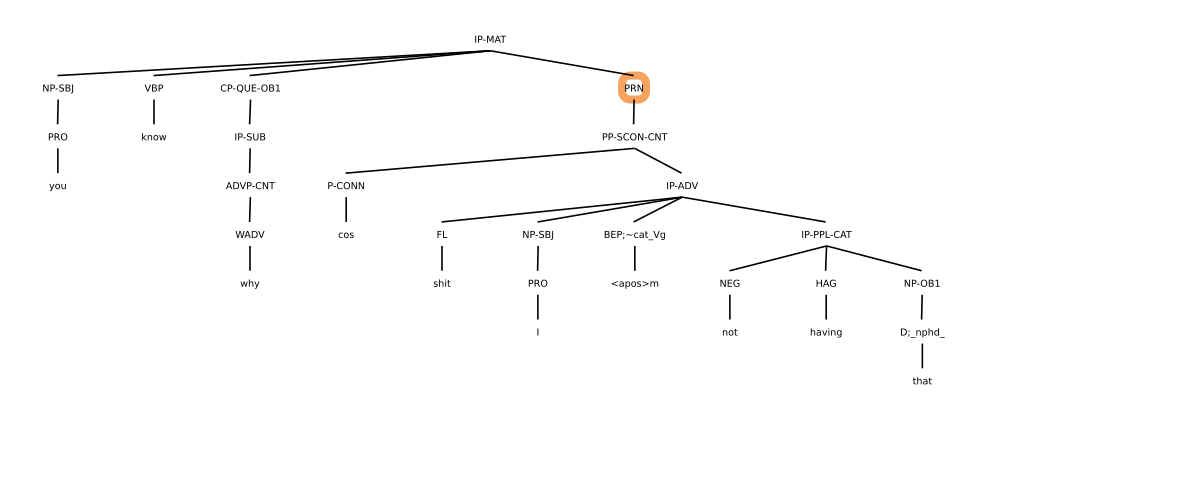 IP-MAT
NP-SBJ VBP CP-QUE-OB1 PRN
PRO know IP-SUB PP-SCON-CNT
you ADVP-CNT P-CONN IP-ADV
WADV cos FL NP-SBJ BEP;~cat_Vg IP-PPL-CAT
why shit PRO <apos>m NEG HAG NP-OB1
I not having D;_nphd_
that